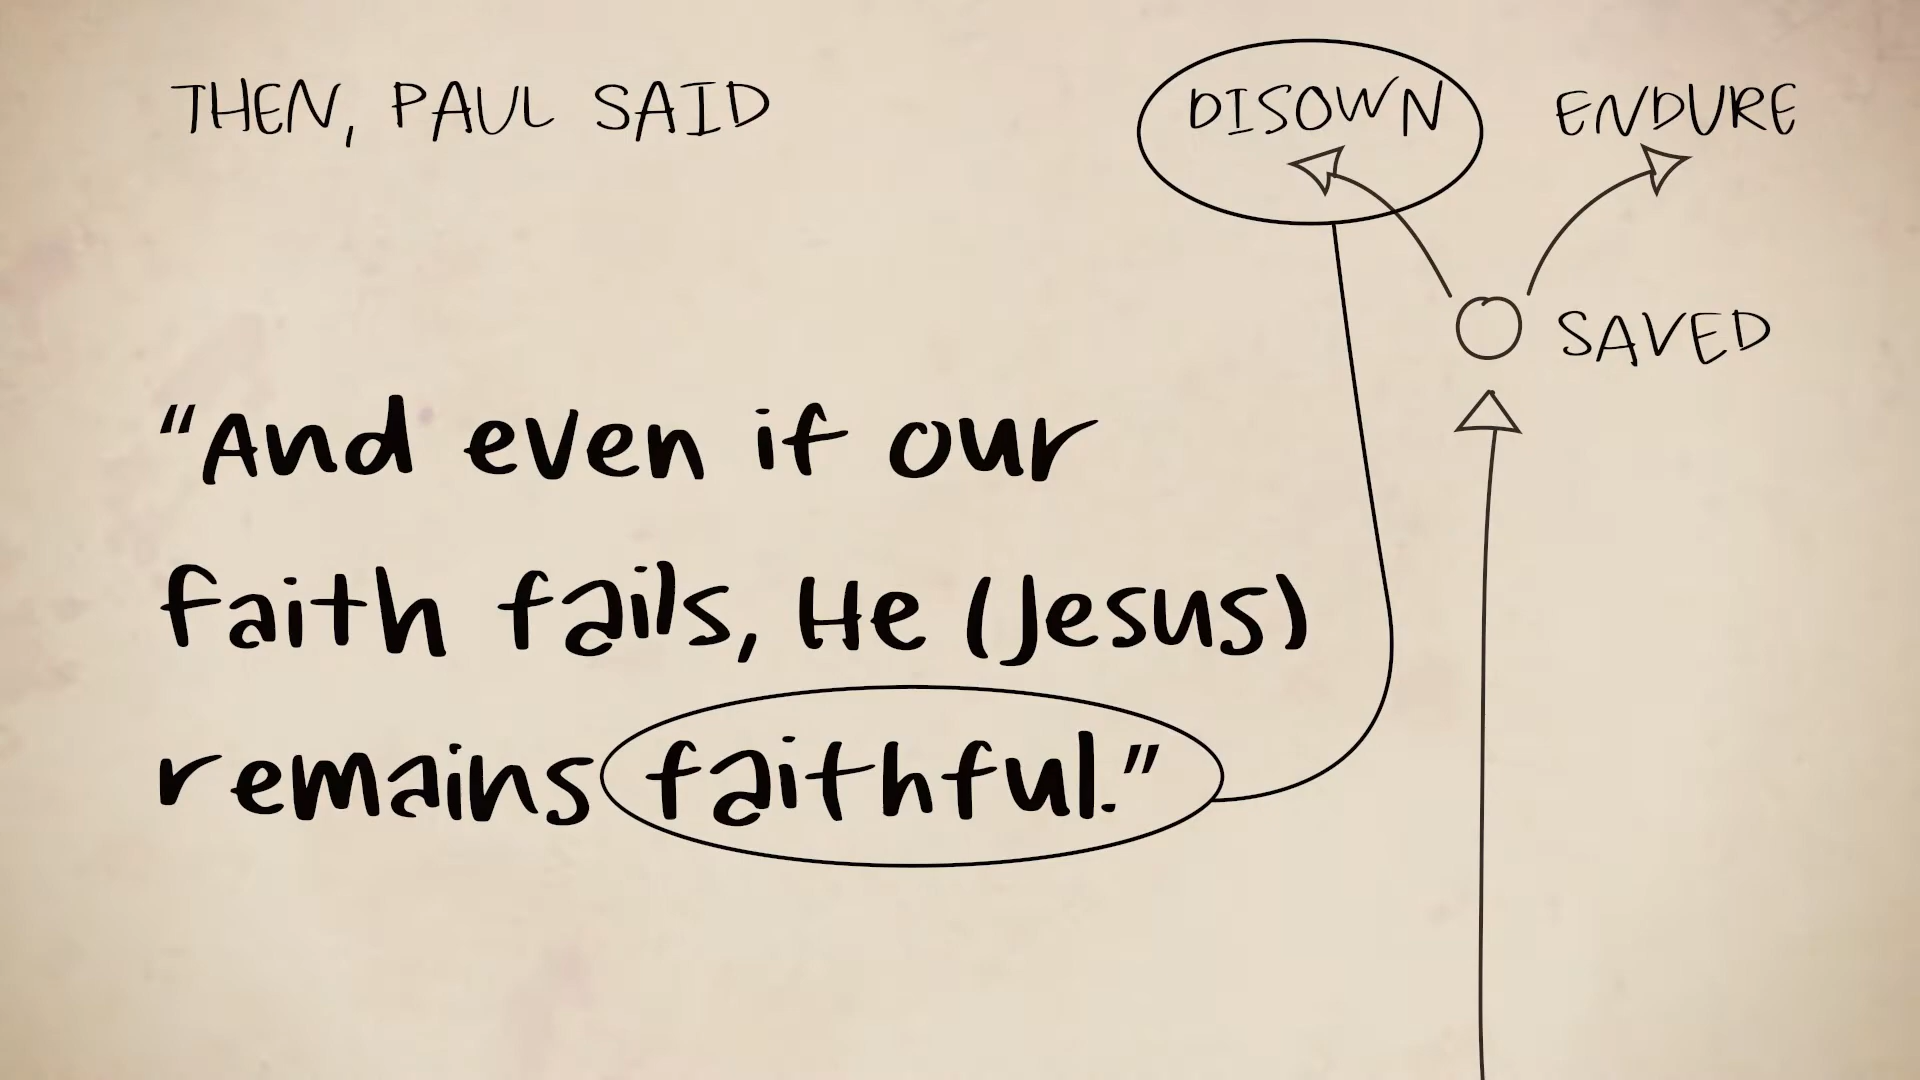 THEN, PAUL SAID
DISOWN
ENDURE
SAVED
"And even if our
faith fails, He (Jesus)
remains faithful."